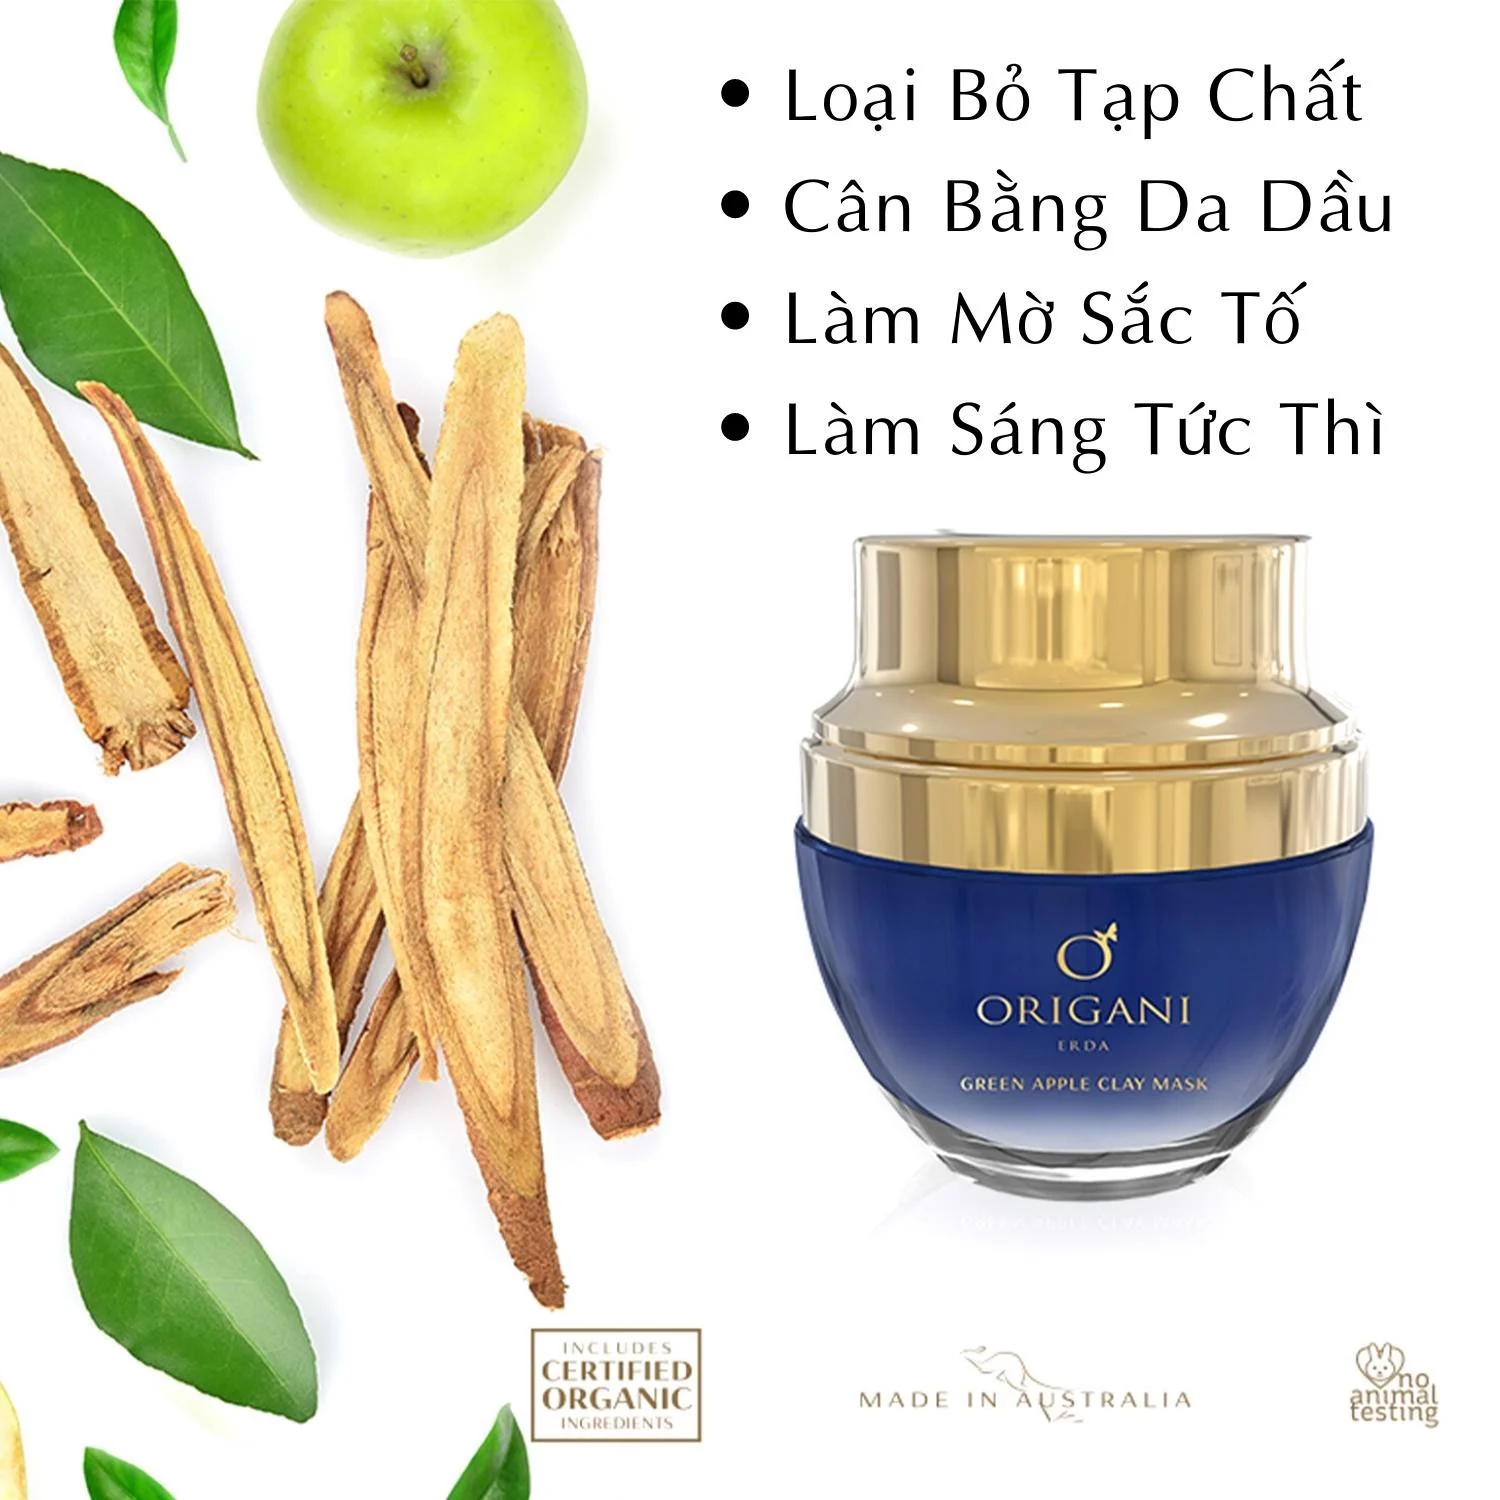 Loại Bỏ Tạp Chất
Cân Bằng Da Dầu
Làm Mờ Sắc Tố
Làm Sáng Tức Thì
ORIGANI
ERDA
GREEN APPLE CLAY MASK
INCLUDES
CERTIFIED
ORGANIC
INGREDIENTS
MADE IN AUSTRALIA
no
animal
testing